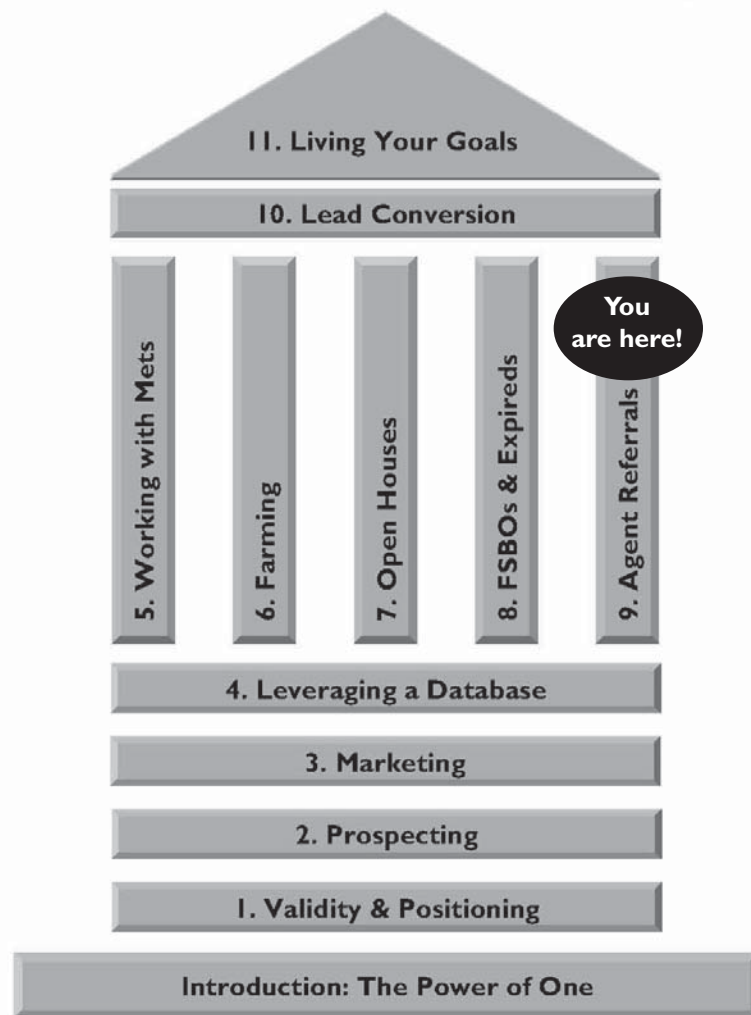 11. Living Your Goals
10. Lead Conversion
5. Working with Mets
6. Farming
7. Open Houses
8. FSBOs & Expireds
9. Agent Referrals
You
are here!
4. Leveraging a Database
3. Marketing
2. Prospecting
1. Validity & Positioning
Introduction: The Power of One